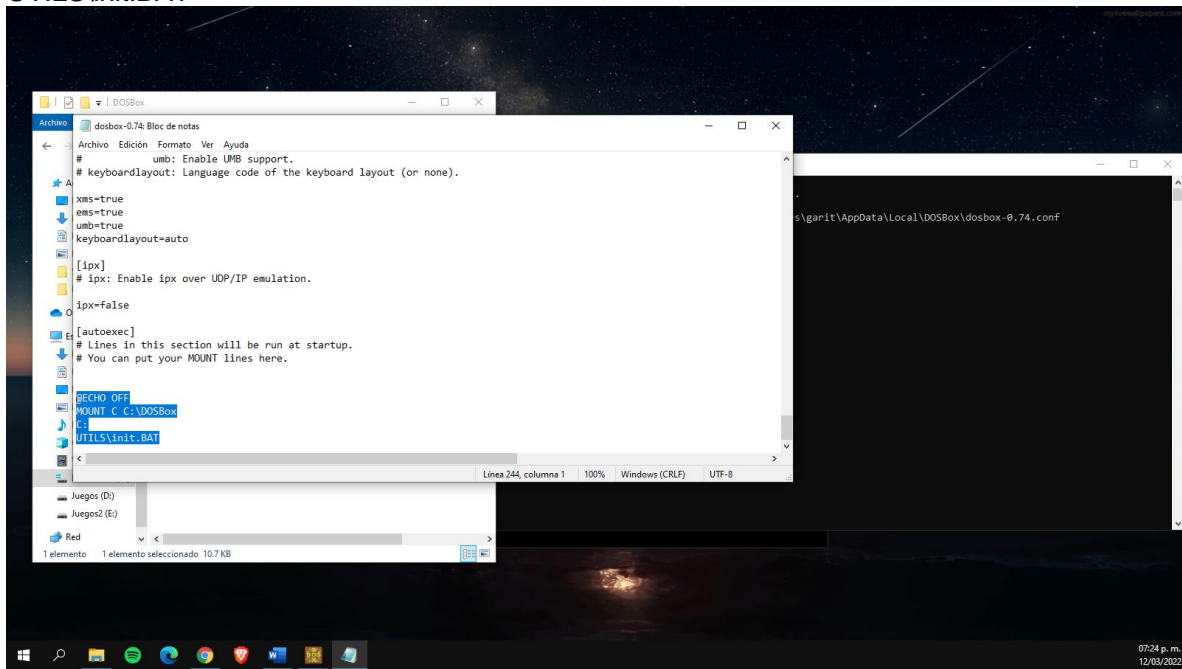 mylivewallpapers.com
DOSBox
Archivo
dosbox-0.74: Bloc de notas
Archivo Edición Formato Ver Ayuda
# umb: Enable UMB support.
# keyboardlayout: Language code of the keyboard layout (or none).
xms=true
ems=true
umb=true
keyboardlayout=auto
[ipx]
# ipx: Enable ipx over UDP/IP emulation.
ipx=false
[autoexec]
# Lines in this section will be run at startup.
# You can put your MOUNT lines here.
@ECHO OFF
MOUNT C C:\DOSBox
C:
UTILS\init.BAT
Línea 244, columna 1 100% Windows (CRLF) UTF-8
s\garit\AppData\Local\DOSBox\dosbox-0.74.conf
Juegos (D:)
Juegos2 (E:)
Red
1 elemento 1 elemento seleccionado 10.7 KB
07:24 p. m.
12/03/2022